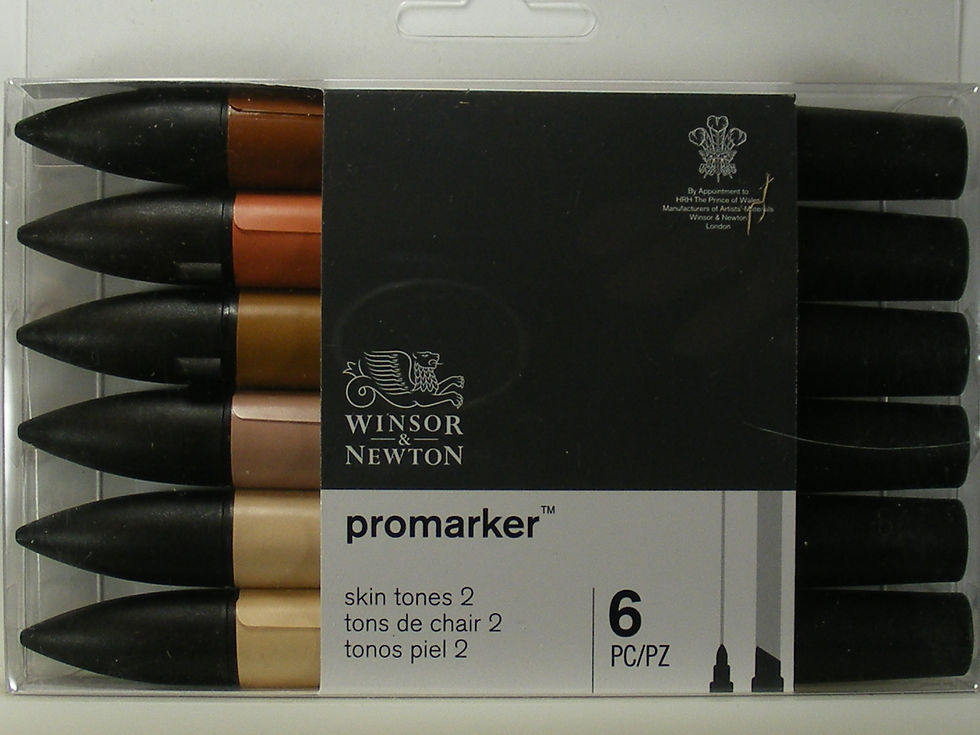 By Appointment to
HRH The Prince of Wales
Manufacturers of Artists' Materials
Winsor & Newton
London
WINSOR
&
NEWTON
promarker™
skin tones 2
tons de chair 2
tonos piel 2
6
PC/PZ